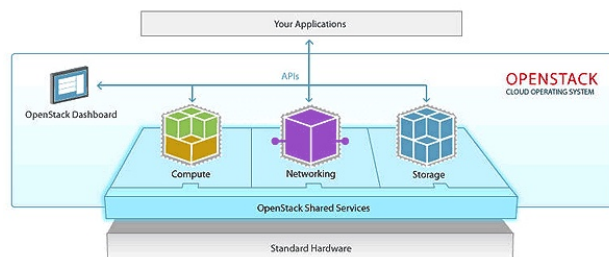 Your Applications
APIs
OPENSTACK
CLOUD OPERATING SYSTEM
OpenStack Dashboard
Compute
Networking
Storage
OpenStack Shared Services
Standard Hardware